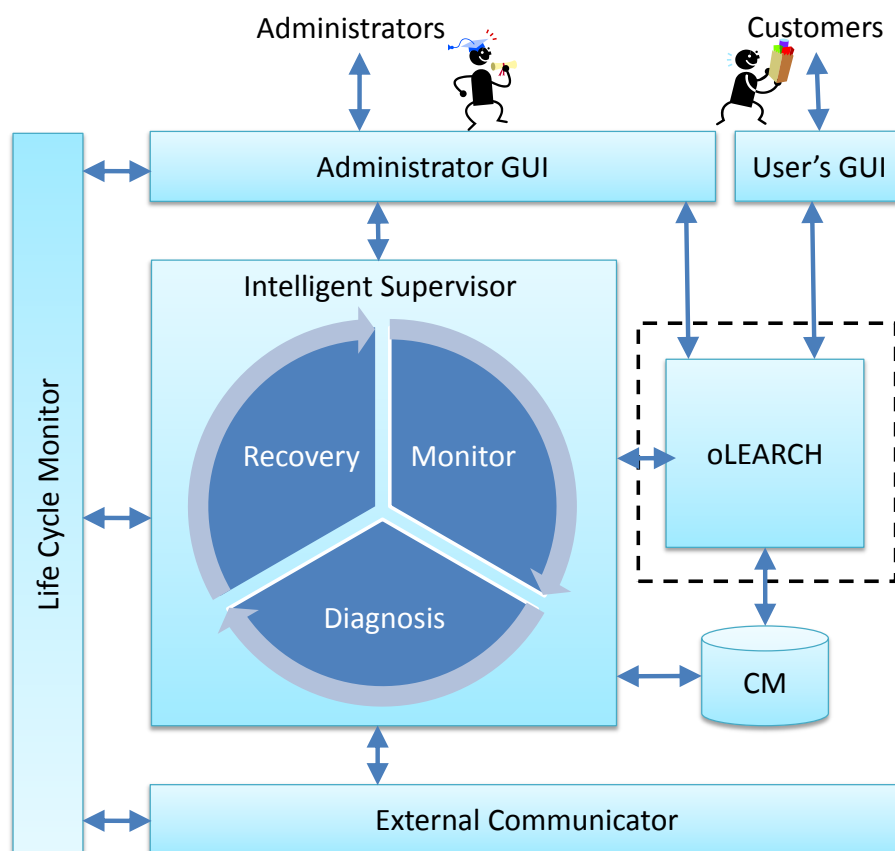 Administrators
Customers
Administrator GUI
User's GUI
Intelligent Supervisor
Life Cycle Monitor
Recovery
Monitor
oLEARCH
Diagnosis
CM
External Communicator